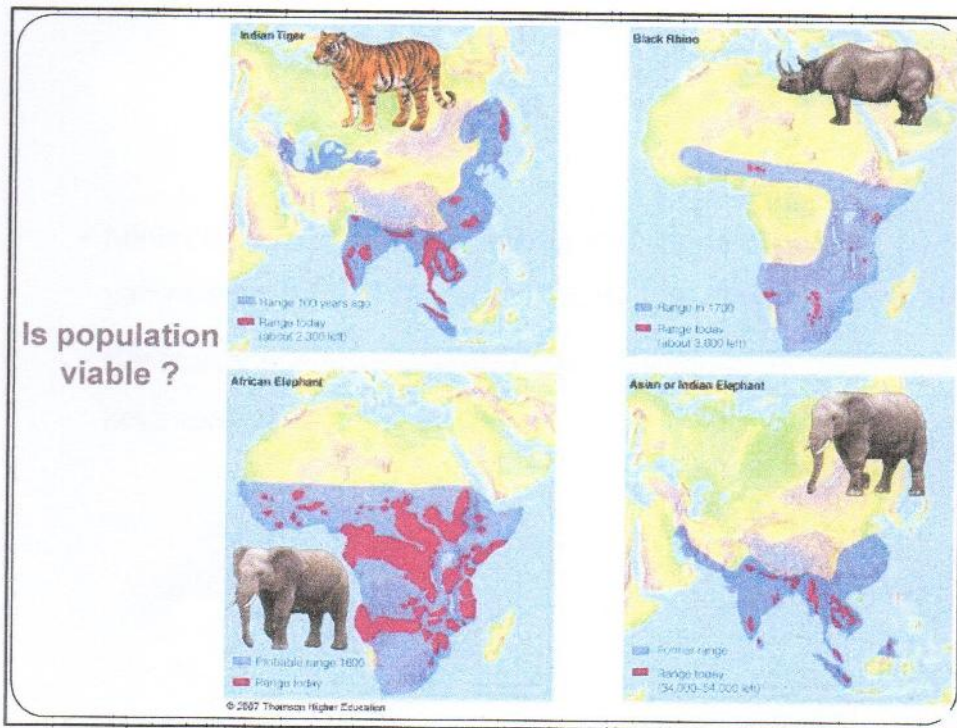 Is population
viable ?
Indian Tiger
Range 100 years ago
Range today
(about 2,300 left)
Black Rhino
Range in 1700
Range today
(about 3,600 left)
African Elephant
Probable range 1600
Range today
© 2007 Thomson Higher Education
Asian or Indian Elephant
Former range
Range today
(34,000–54,000 left)